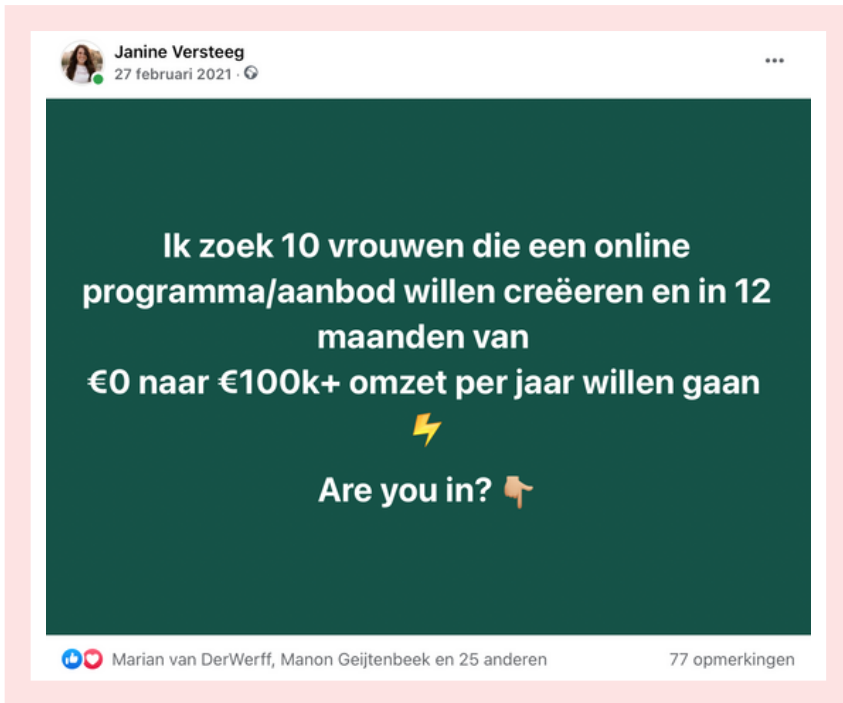 Janine Versteeg
27 februari 2021 ·
Ik zoek 10 vrouwen die een online
programma/aanbod willen creëeren en in 12
maanden van
€0 naar €100k+ omzet per jaar willen gaan
⚡
Are you in? 👇🏼
Marian van DerWerff, Manon Geijtenbeek en 25 anderen
77 opmerkingen